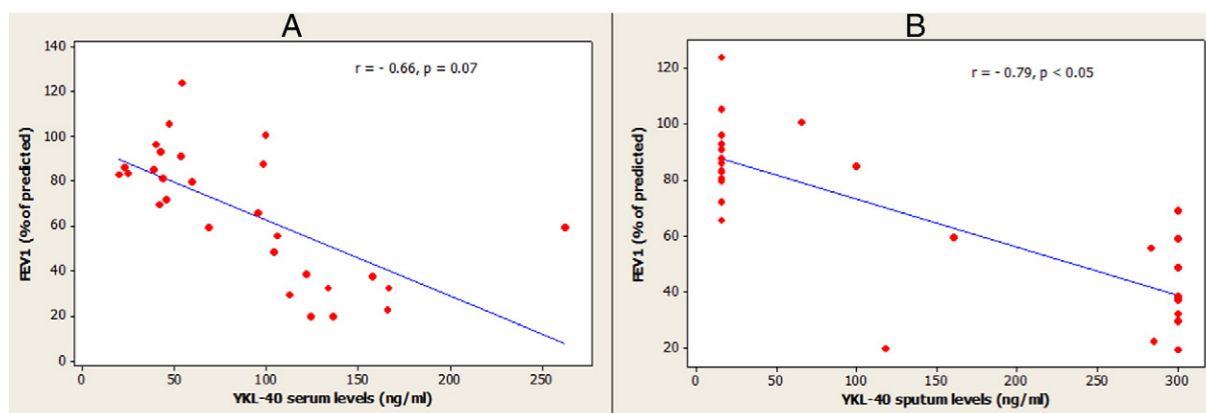 A
r = - 0.66, p = 0.07
FEV1 (% of predicted)
140
120
100
80
60
40
20
0
0 50 100 150 200 250
YKL-40 serum levels (ng/ml)
B
r = - 0.79, p < 0.05
FEV1 (% of predicted)
120
100
80
60
40
20
0 50 100 150 200 250 300
YKL-40 sputum levels (ng/ml)